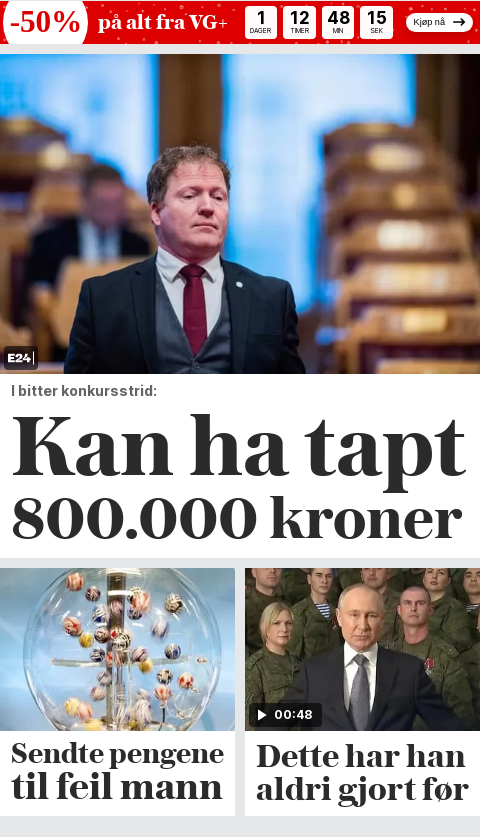 -50%
på alt fra VG+
1 12 48 15
DAGER TIMER MIN SEK
Kjøp nå
E24
I bitter konkursstrid:
Kan ha tapt
800.000 kroner
00:48
Sendte pengene
til feil mann
Dette har han
aldri gjort før